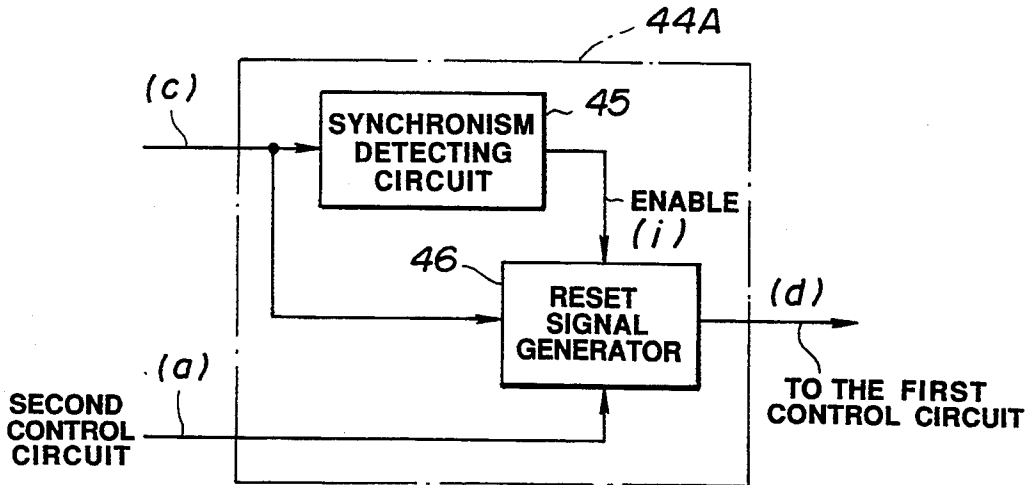 44A
(c)
45
SYNCHRONISM
DETECTING
CIRCUIT
ENABLE
(i)
46
RESET
SIGNAL
GENERATOR
(d)
(a)
TO THE FIRST
CONTROL CIRCUIT
SECOND
CONTROL
CIRCUIT